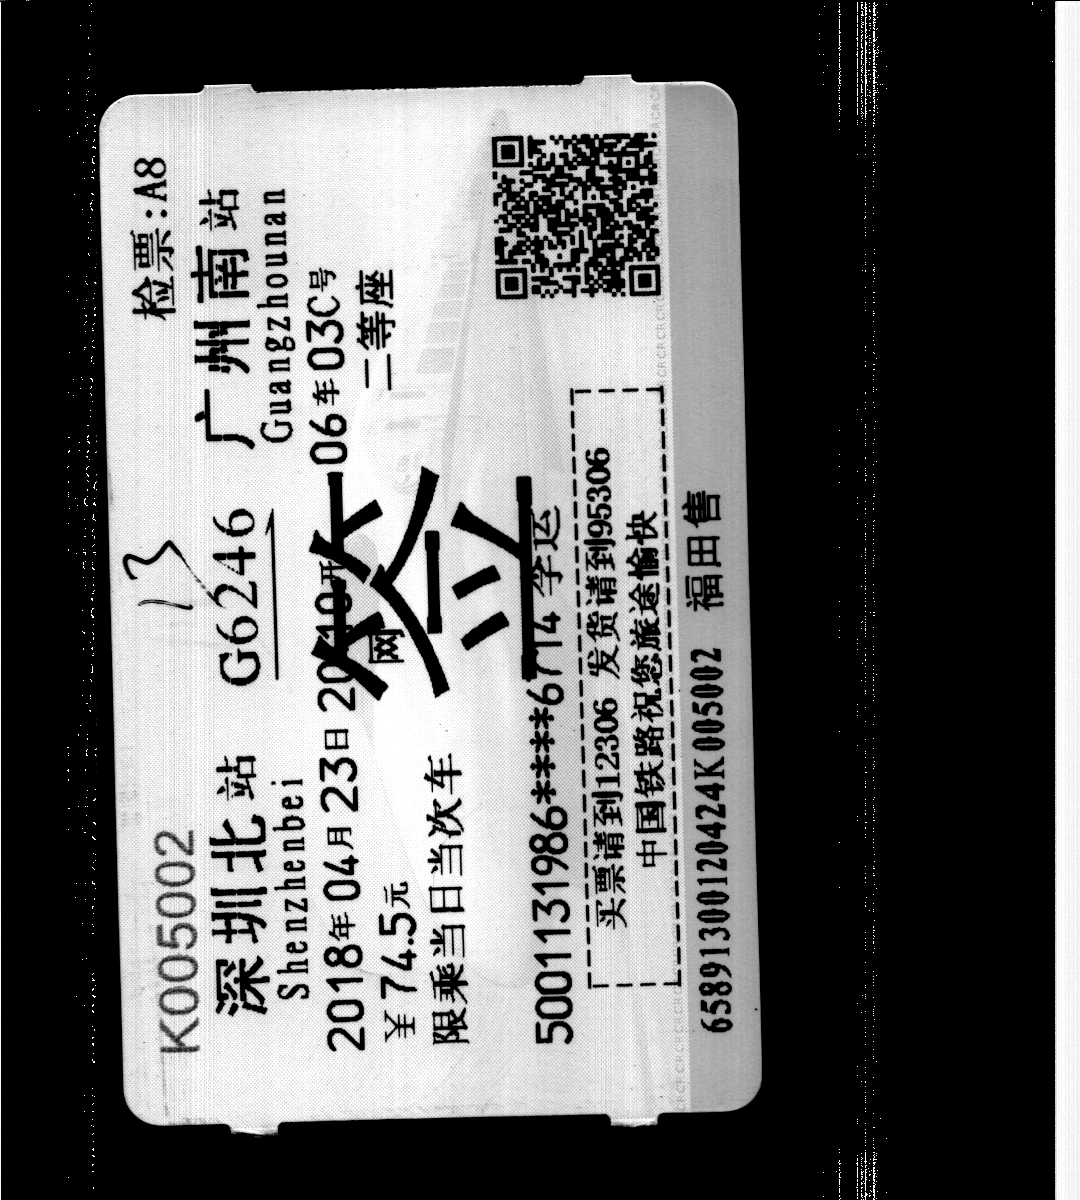 K005002 检票:A8
13
深圳北站 G6246 广州南站
Shenzhenbei Guangzhounan
2018年04月23日 开 06车03C号
¥74.5元 网 二等座
限乘当日当次车
签
5001131986****6714 李运
买票请到12306 发货请到95306
中国铁路祝您旅途愉快
65891300120424K005002 福田售